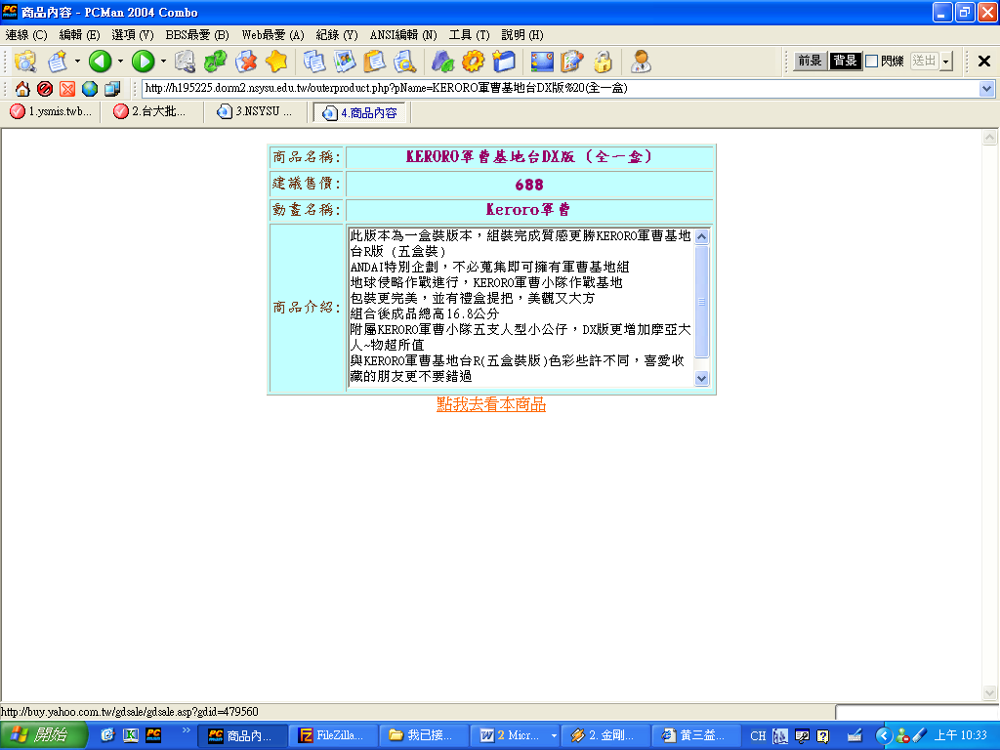 商品內容 - PCMan 2004 Combo
連線 (C) 編輯 (E) 選項 (V) BBS最愛 (B) Web最愛 (A) 紀錄 (Y) ANSI編輯 (N) 工具 (T) 說明 (H)
前景 背景 閃爍 送出
http://h195225.dorm2.nsysu.edu.tw/outerproduct.php?pName=KERORO軍曹基地台DX版%20(全一盒)
1.ysmis.twb... 2.台大批... 3.NSYSU ... 4.商品內容
商品名稱: KERORO軍曹基地台DX版 (全一盒)
建議售價: 688
動畫名稱: Keroro軍曹
商品介紹:
此版本為一盒裝版本，組裝完成質感更勝KERORO軍曹基地
台R版 (五盒裝)
ANDAI特別企劃，不必蒐集即可擁有軍曹基地組
地球侵略作戰進行，KERORO軍曹小隊作戰基地
包裝更完美，並有禮盒提把，美觀又大方
組合後成品總高16.8公分
附屬KERORO軍曹小隊五支人型小公仔，DX版更增加摩亞大
人~物超所值
與KERORO軍曹基地台R(五盒裝版)色彩些許不同，喜愛收
藏的朋友更不要錯過
點我去看本商品
http://buy.yahoo.com.tw/gdsale/gdsale.asp?gdid=479560
開始 商品內... FileZilla... 我已接... 2 Micr... 2. 金剛... 黃三益... CH 上午 10:33